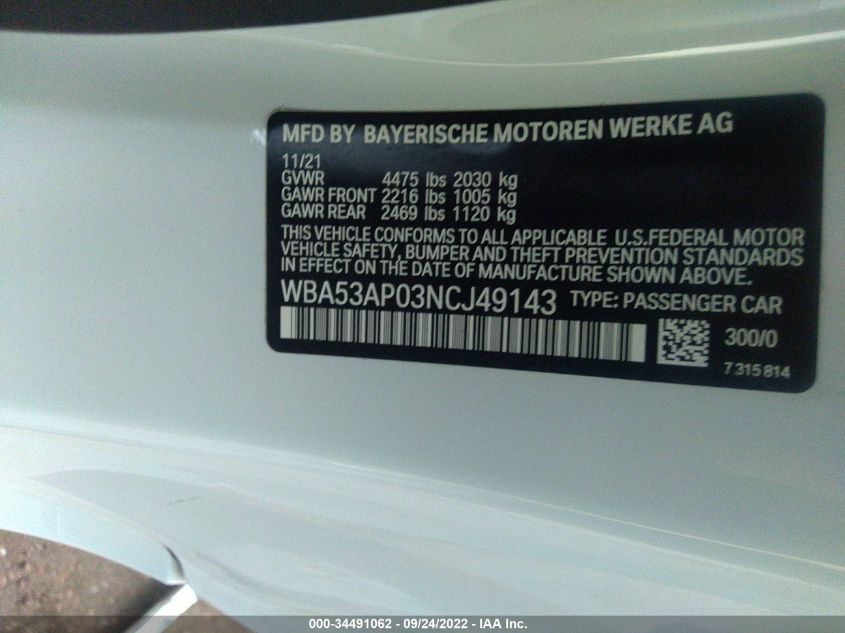 MFD BY BAYERISCHE MOTOREN WERKE AG
11/21
GVWR 4475 lbs 2030 kg
GAWR FRONT 2216 lbs 1005 kg
GAWR REAR 2469 lbs 1120 kg
THIS VEHICLE CONFORMS TO ALL APPLICABLE U.S.FEDERAL MOTOR
VEHICLE SAFETY, BUMPER AND THEFT PREVENTION STANDARDS
IN EFFECT ON THE DATE OF MANUFACTURE SHOWN ABOVE.
WBA53AP03NCJ49143 TYPE: PASSENGER CAR
300/0
7 315 814
000-34491062 - 09/24/2022 - IAA Inc.